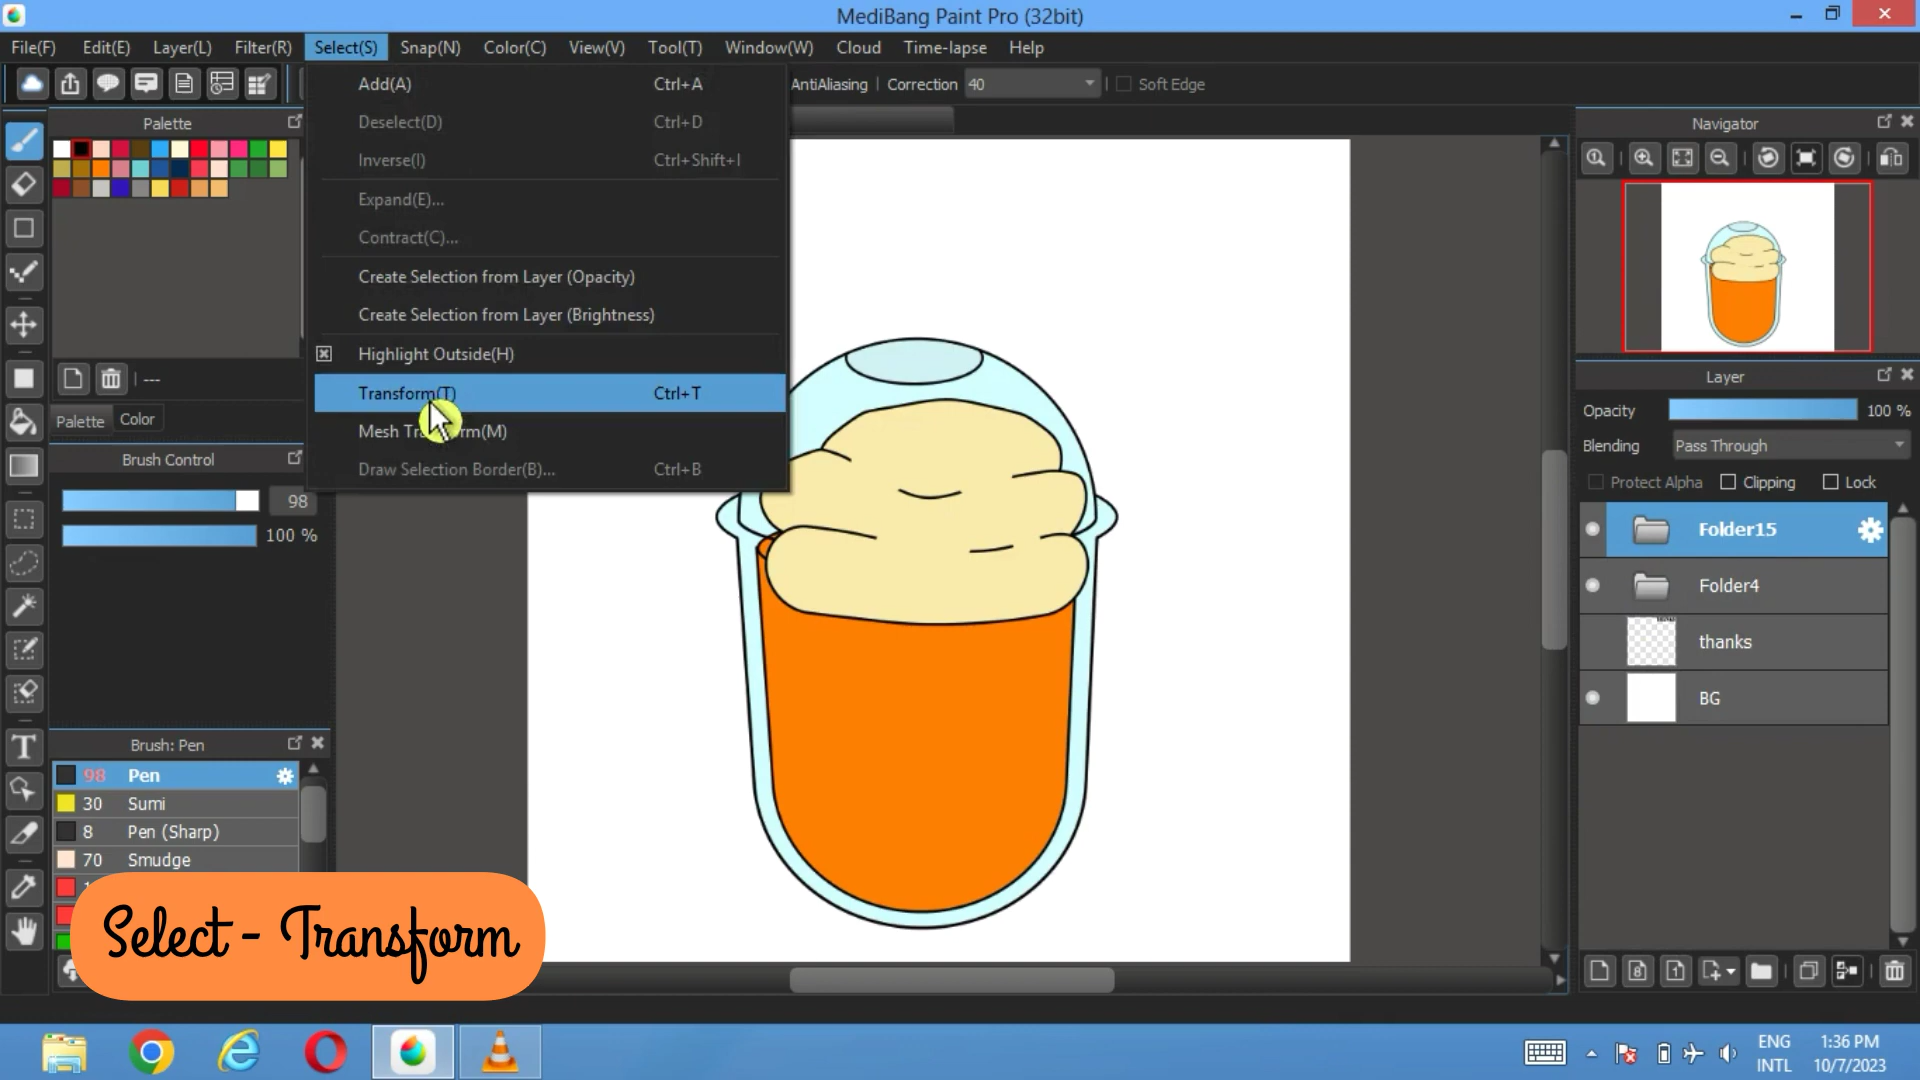 MediBang Paint Pro (32bit)
File(F) Edit(E) Layer(L) Filter(R) Select(S) Snap(N) Color(C) View(V) Tool(T) Window(W) Cloud Time-lapse Help
AntiAliasing Correction 40 Soft Edge
Add(A) Ctrl+A
Deselect(D) Ctrl+D
Inverse(I) Ctrl+Shift+I
Expand(E)...
Contract(C)...
Create Selection from Layer (Opacity)
Create Selection from Layer (Brightness)
Highlight Outside(H)
Transform(T) Ctrl+T
Draw Selection Border(B)... Ctrl+B
Palette
---
Palette Color
Brush Control
98
100 %
Brush: Pen
98 Pen
30 Sumi
8 Pen (Sharp)
70 Smudge
Select - Transform
Navigator
Layer
Opacity 100 %
Blending Pass Through
Protect Alpha Clipping Lock
Folder15
Folder4
thanks
BG
ENG 1:36 PM
INTL 10/7/2023